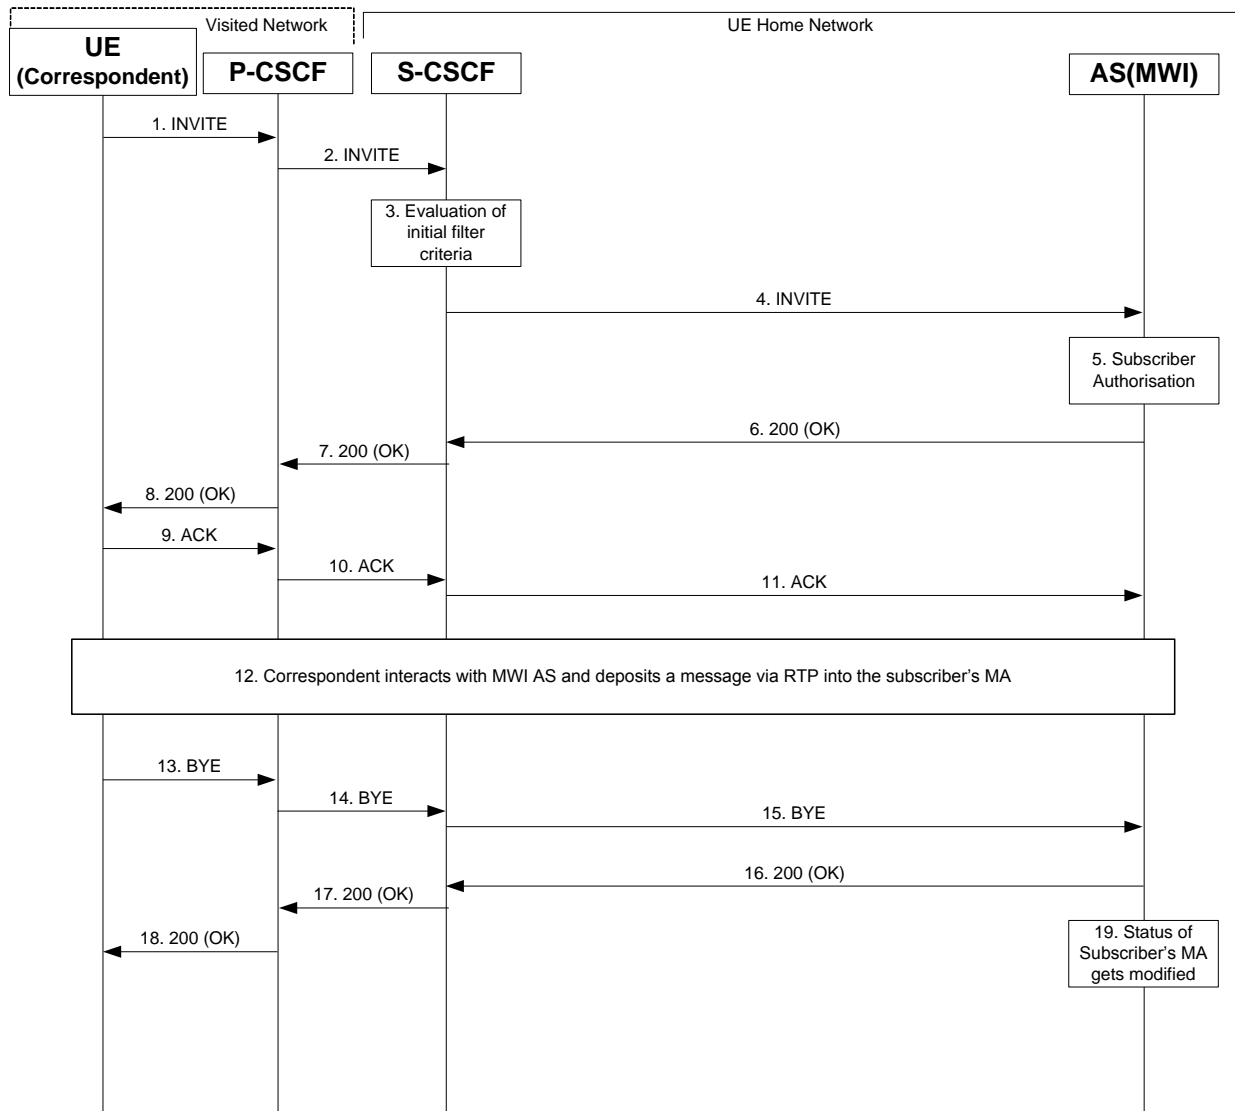 Visited Network
UE Home Network
UE
(Correspondent)
P-CSCF
S-CSCF
AS(MWI)
1. INVITE
2. INVITE
3. Evaluation of
initial filter
criteria
4. INVITE
5. Subscriber
Authorisation
6. 200 (OK)
7. 200 (OK)
8. 200 (OK)
9. ACK
10. ACK
11. ACK
12. Correspondent interacts with MWI AS and deposits a message via RTP into the subscriber’s MA
13. BYE
14. BYE
15. BYE
16. 200 (OK)
17. 200 (OK)
18. 200 (OK)
19. Status of
Subscriber’s MA
gets modified